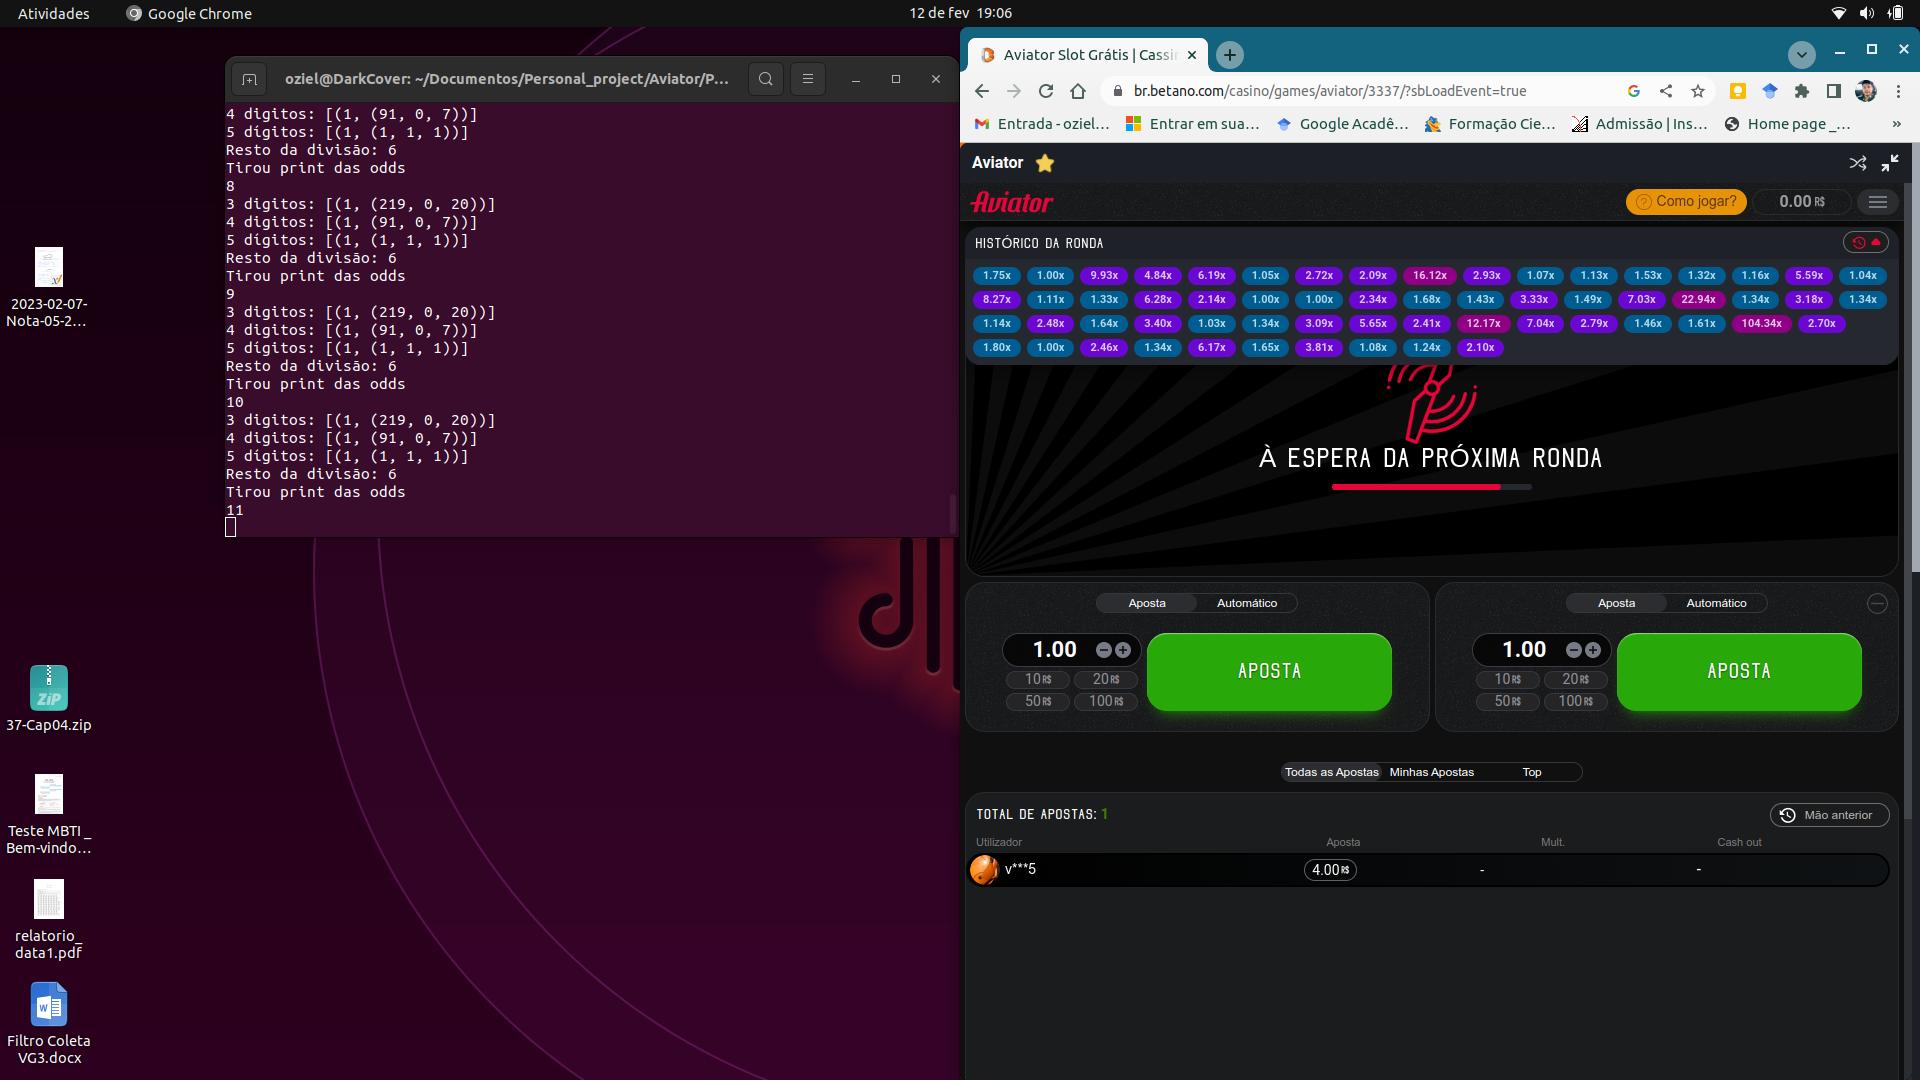 Atividades
Google Chrome
12 de fev 19:06
2023-02-07-
Nota-05-2...
37-Cap04.zip
Teste MBTI _
Bem-vindo...
relatorio_
data1.pdf
Filtro Coleta
VG3.docx
oziel@DarkCover: ~/Documentos/Personal_project/Aviator/P...
4 digitos: [(1, (91, 0, 7))]
5 dígitos: [(1, (1, 1, 1))]
Resto da divisão: 6
Tirou print das odds
8
3 digitos: [(1, (219, 0, 20))]
4 digitos: [(1, (91, 0, 7))]
5 dígitos: [(1, (1, 1, 1))]
Resto da divisão: 6
Tirou print das odds
9
3 digitos: [(1, (219, 0, 20))]
4 digitos: [(1, (91, 0, 7))]
5 dígitos: [(1, (1, 1, 1))]
Resto da divisão: 6
Tirou print das odds
10
3 digitos: [(1, (219, 0, 20))]
4 digitos: [(1, (91, 0, 7))]
5 dígitos: [(1, (1, 1, 1))]
Resto da divisão: 6
Tirou print das odds
11
Aviator Slot Grátis | Cassi
br.betano.com/casino/games/aviator/3337/?sbLoadEvent=true
Entrada - oziel... Entrar em sua... Google Acadê... Formação Cie... Admissão | Ins... Home page _... »
Aviator
Aviator
Como jogar? 0.00 R$
HISTÓRICO DA RONDA
1.75x 1.00x 9.93x 4.84x 6.19x 1.05x 2.72x 2.09x 16.12x 2.93x 1.07x 1.13x 1.53x 1.32x 1.16x 5.59x 1.04x
8.27x 1.11x 1.33x 6.28x 2.14x 1.00x 1.00x 2.34x 1.68x 1.43x 3.33x 1.49x 7.03x 22.94x 1.34x 3.18x 1.34x
1.14x 2.48x 1.64x 3.40x 1.03x 1.34x 3.09x 5.65x 2.41x 12.17x 7.04x 2.79x 1.46x 1.61x 104.34x 2.70x
1.80x 1.00x 2.46x 1.34x 6.17x 1.65x 3.81x 1.08x 1.24x 2.10x
À ESPERA DA PRÓXIMA RONDA
Aposta Automático
1.00
10R$ 20R$
50R$ 100R$
APOSTA
Aposta Automático
1.00
10R$ 20R$
50R$ 100R$
APOSTA
Todas as Apostas Minhas Apostas Top
TOTAL DE APOSTAS: 1
Mão anterior
Utilizador Aposta Mult. Cash out
v***5 4.00R$ - -